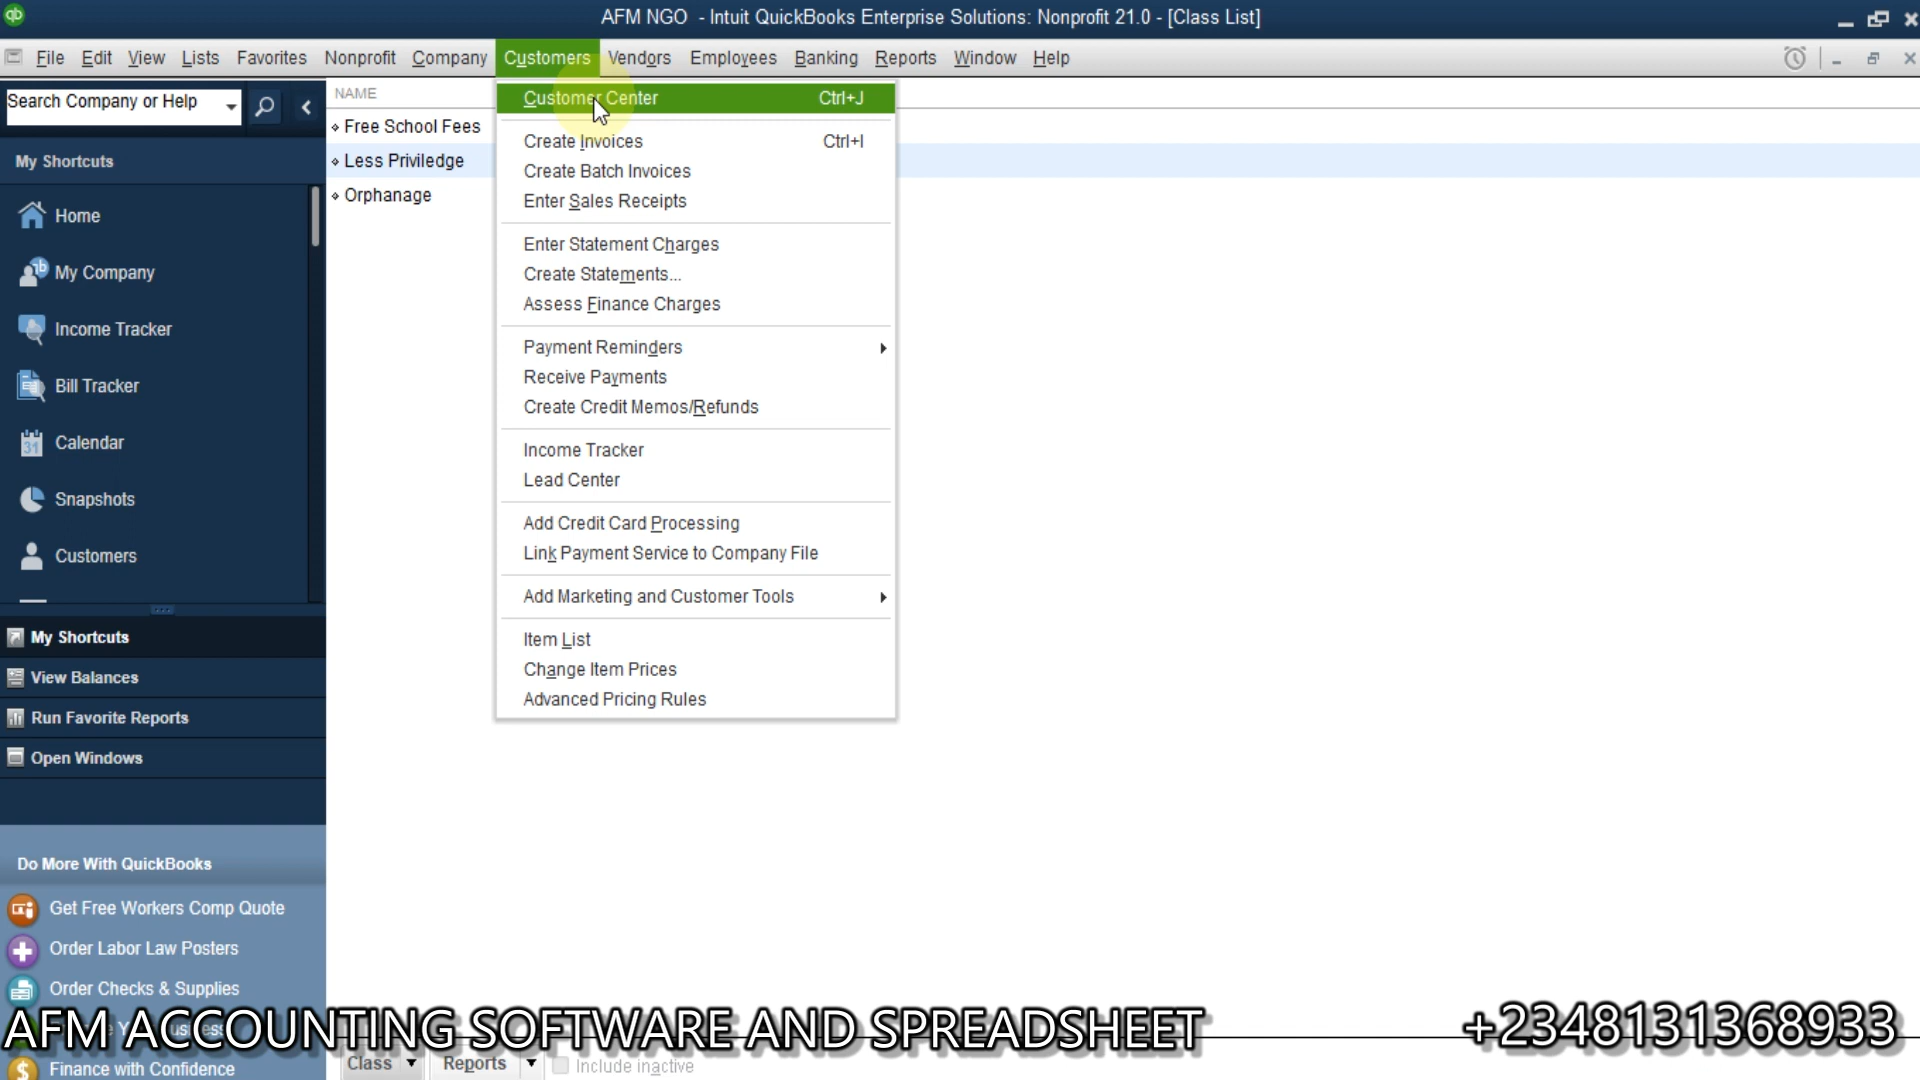 AFM NGO - Intuit QuickBooks Enterprise Solutions: Nonprofit 21.0 - [Class List]
File Edit View Lists Favorites Nonprofit Company Customers Vendors Employees Banking Reports Window Help
Search Company or Help
My Shortcuts
Home
My Company
Income Tracker
Bill Tracker
Calendar
Snapshots
Customers
My Shortcuts
View Balances
Run Favorite Reports
Open Windows
Do More With QuickBooks
Get Free Workers Comp Quote
Order Labor Law Posters
Order Checks & Supplies
Finance with Confidence
NAME
Free School Fees
Less Priviledge
Orphanage
Customer Center Ctrl+J
Create Invoices Ctrl+I
Create Batch Invoices
Enter Sales Receipts
Enter Statement Charges
Create Statements...
Assess Finance Charges
Payment Reminders
Receive Payments
Create Credit Memos/Refunds
Income Tracker
Lead Center
Add Credit Card Processing
Link Payment Service to Company File
Add Marketing and Customer Tools
Item List
Change Item Prices
Advanced Pricing Rules
AFM ACCOUNTING SOFTWARE AND SPREADSHEET +2348131368933
Class Reports Include inactive